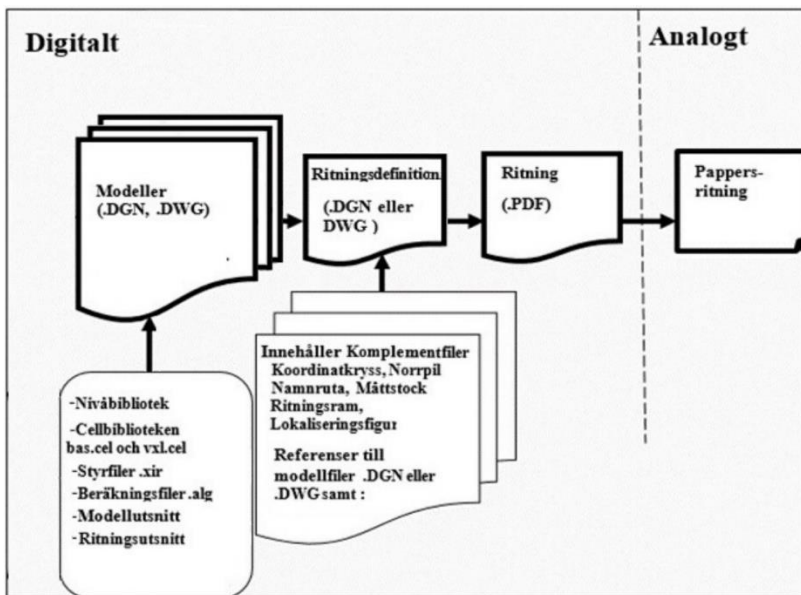 Digitalt
Analogt
Modeller
(.DGN, .DWG)
Ritningsdefinition.
(.DGN eller
DWG )
Ritning
(.PDF)
Pappers-
ritning
-Nivåbibliotek
-Cellbiblioteken
bas.cel och vxl.cel
-Styrfiler .xir
-Beräkningsfiler .alg
-Modellutsnitt
-Ritningsutsnitt
Innehåller Komplementfiler
Koordinatkryss, Norrpil
Namnruta, Måttstock
Ritningsram,
Lokaliseringsfigur
Referenser till
modellfiler .DGN eller
.DWG samt :